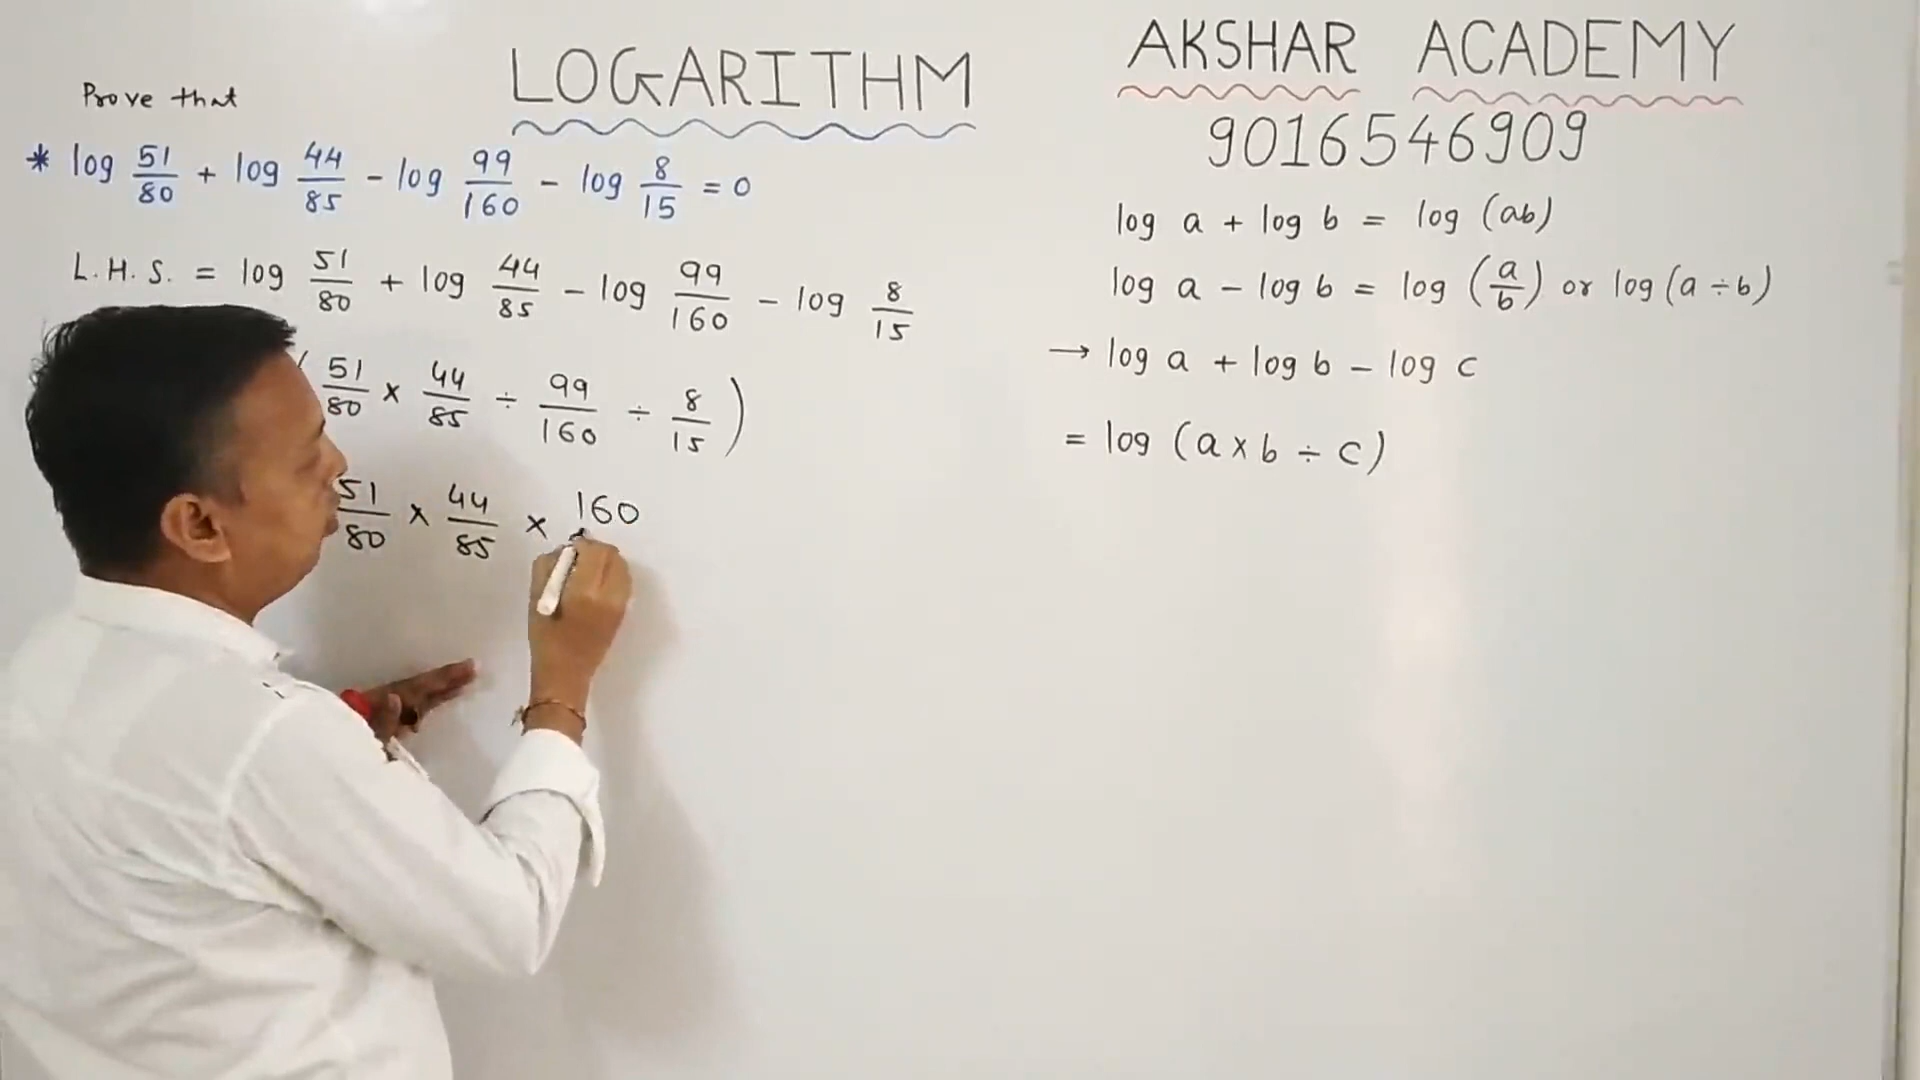 LOGARITHM
Prove that
* log 51/80 + log 44/85 - log 99/160 - log 8/15 = 0
L.H.S. = log 51/80 + log 44/85 - log 99/160 - log 8/15
( 51/80 × 44/85 ÷ 99/160 ÷ 8/15 )
51/80 × 44/85 × 160
AKSHAR ACADEMY
9016546909
log a + log b = log (ab)
log a - log b = log (a/b) or log (a ÷ b)
→ log a + log b - log c
= log (a × b ÷ c)